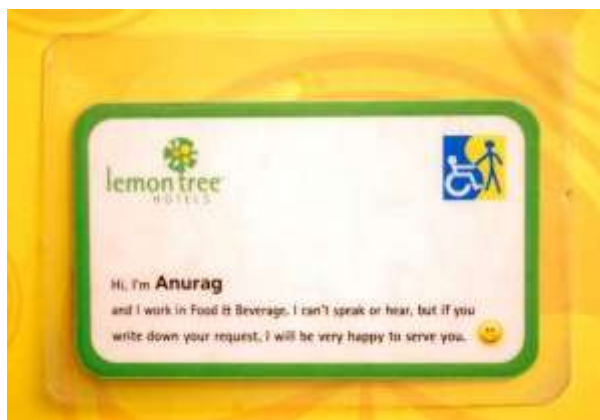 lemon tree
HOTELS
Hi, I'm Anurag
and I work in Food & Beverage. I can't speak or hear, but if you
write down your request, I will be very happy to serve you.